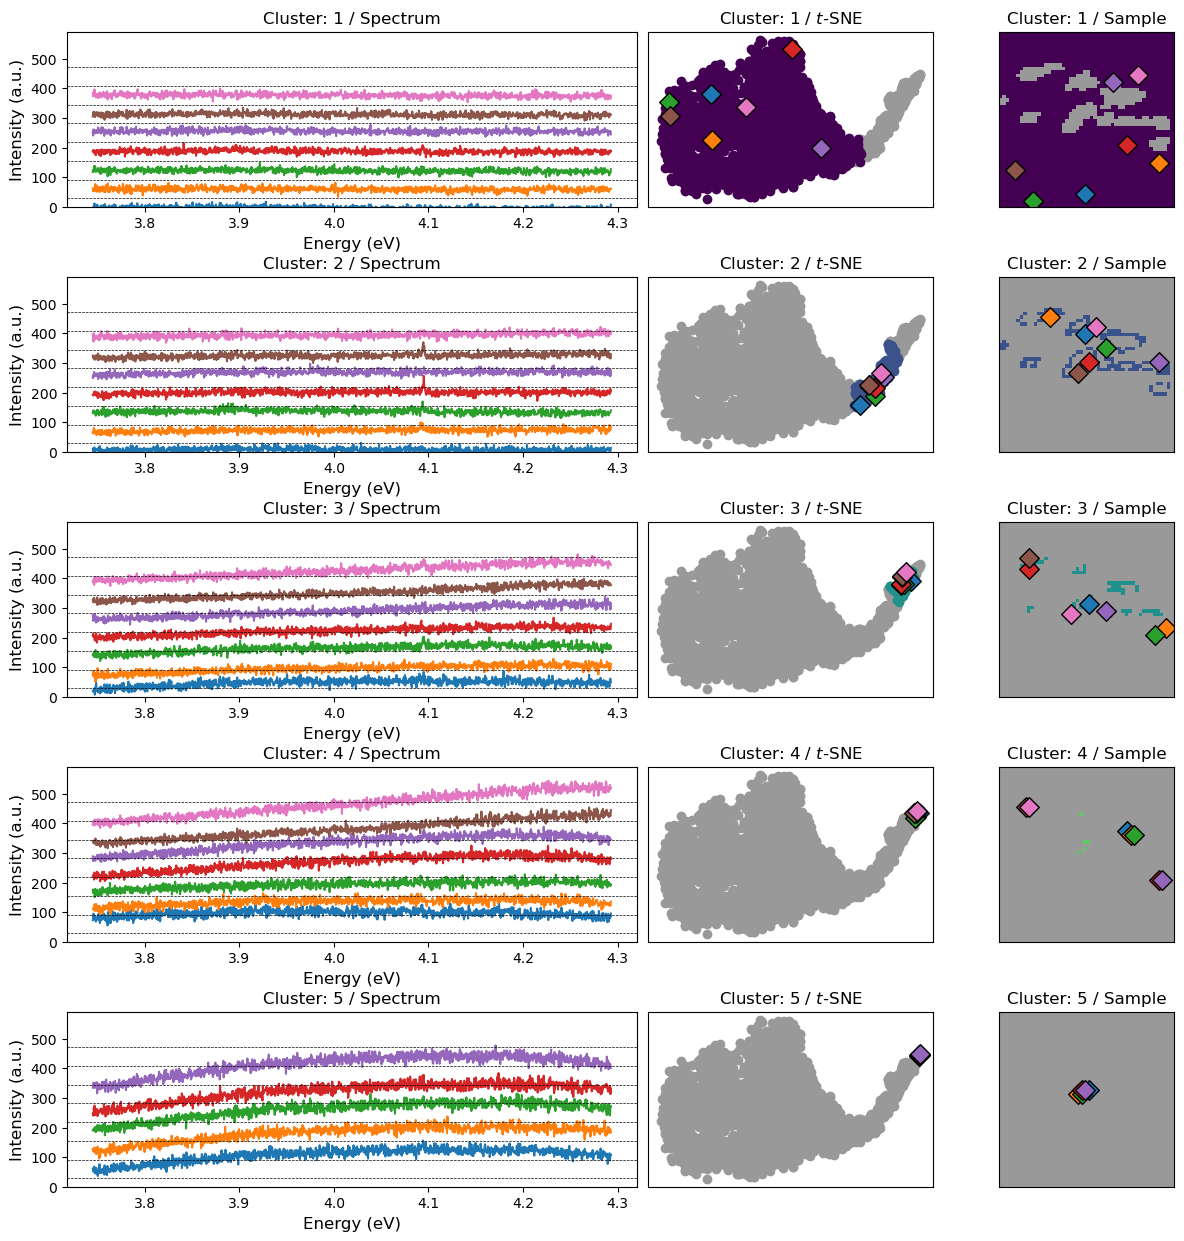 Cluster: 1 / Spectrum
Cluster: 1 / t-SNE
Cluster: 1 / Sample
Intensity (a.u.)
500
400
300
200
100
0
3.8 3.9 4.0 4.1 4.2 4.3
Energy (eV)
Cluster: 2 / Spectrum
Cluster: 2 / t-SNE
Cluster: 2 / Sample
Intensity (a.u.)
500
400
300
200
100
0
3.8 3.9 4.0 4.1 4.2 4.3
Energy (eV)
Cluster: 3 / Spectrum
Cluster: 3 / t-SNE
Cluster: 3 / Sample
Intensity (a.u.)
500
400
300
200
100
0
3.8 3.9 4.0 4.1 4.2 4.3
Energy (eV)
Cluster: 4 / Spectrum
Cluster: 4 / t-SNE
Cluster: 4 / Sample
Intensity (a.u.)
500
400
300
200
100
0
3.8 3.9 4.0 4.1 4.2 4.3
Energy (eV)
Cluster: 5 / Spectrum
Cluster: 5 / t-SNE
Cluster: 5 / Sample
Intensity (a.u.)
500
400
300
200
100
0
3.8 3.9 4.0 4.1 4.2 4.3
Energy (eV)